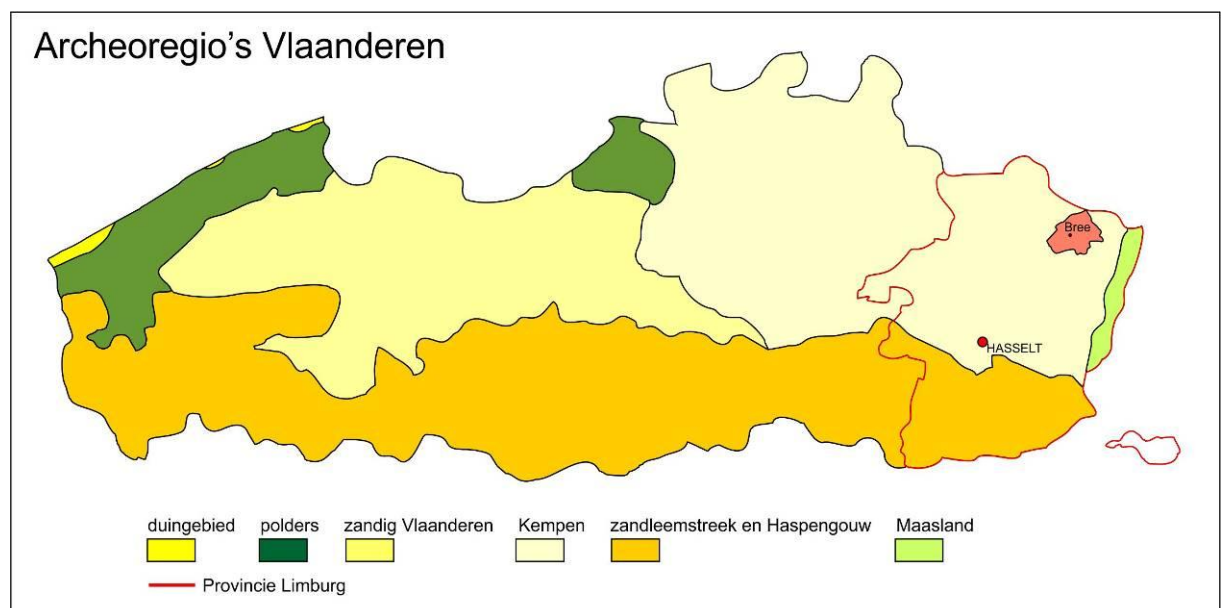 Archeoregio's Vlaanderen
Bree
HASSELT
duingebied polders zandig Vlaanderen Kempen zandleemstreek en Haspengouw Maasland
Provincie Limburg